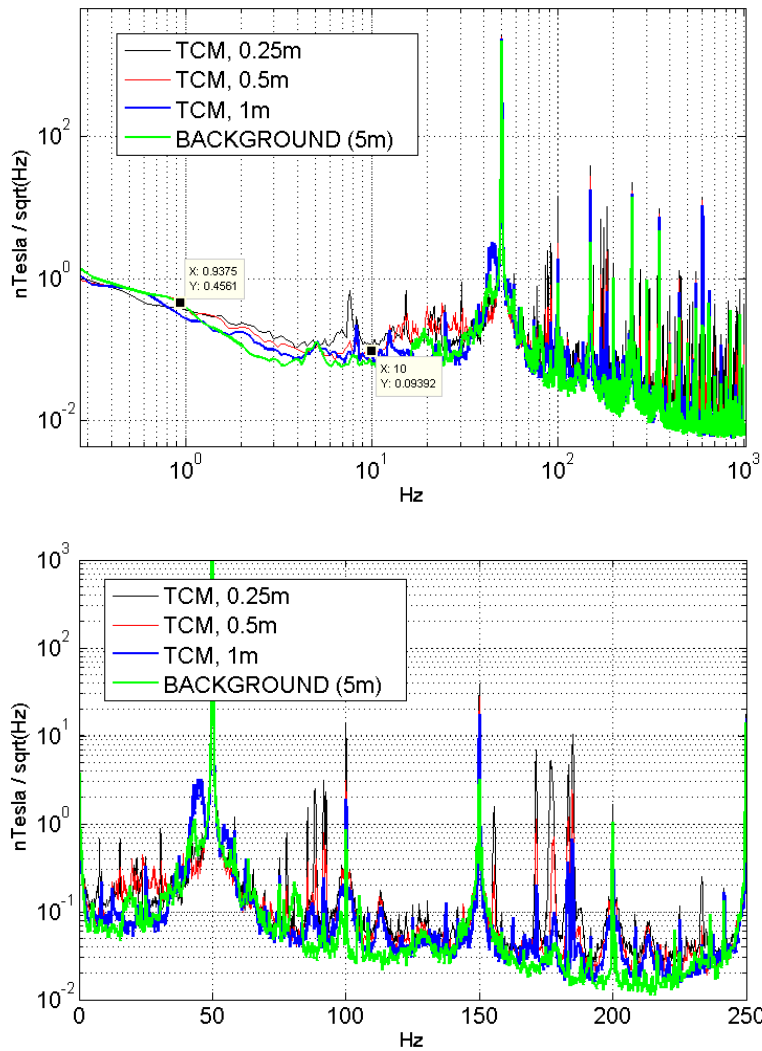 TCM, 0.25m
TCM, 0.5m
TCM, 1m
BACKGROUND (5m)
nTesla / sqrt(Hz)
10^2
10^0
10^-2
X: 0.9375
Y: 0.4561
X: 10
Y: 0.09392
10^0
10^1
10^2
10^3
Hz
TCM, 0.25m
TCM, 0.5m
TCM, 1m
BACKGROUND (5m)
nTesla / sqrt(Hz)
10^3
10^2
10^1
10^0
10^-1
10^-2
0
50
100
150
200
250
Hz